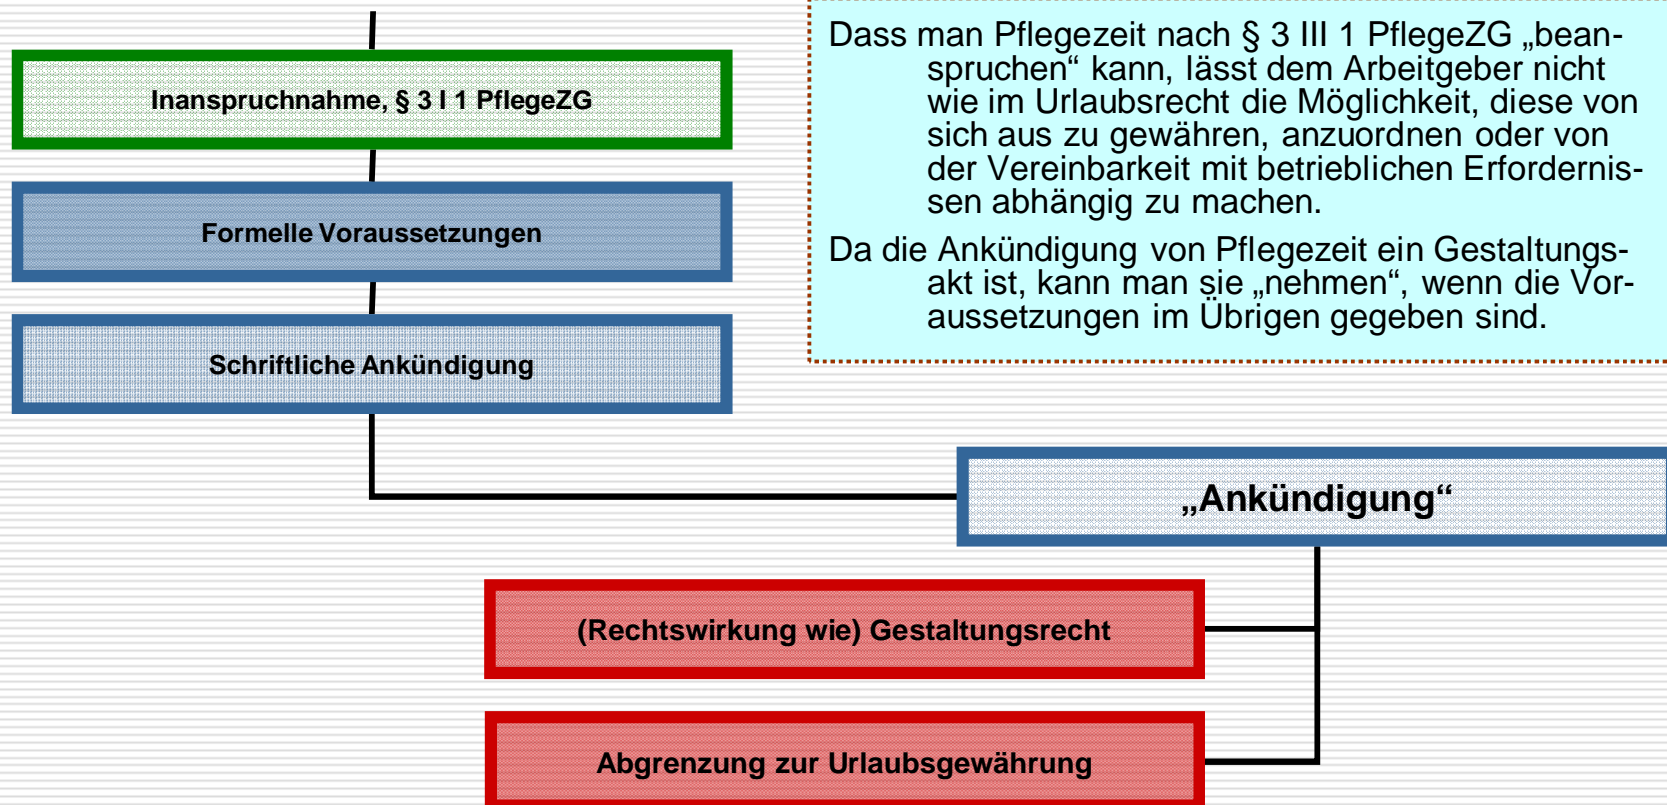 Inanspruchnahme, § 3 I 1 PflegeZG
Formelle Voraussetzungen
Schriftliche Ankündigung
Dass man Pflegezeit nach § 3 III 1 PflegeZG „bean-
spruchen“ kann, lässt dem Arbeitgeber nicht
wie im Urlaubsrecht die Möglichkeit, diese von
sich aus zu gewähren, anzuordnen oder von
der Vereinbarkeit mit betrieblichen Erfordernis-
sen abhängig zu machen.
Da die Ankündigung von Pflegezeit ein Gestaltungs-
akt ist, kann man sie „nehmen“, wenn die Vor-
aussetzungen im Übrigen gegeben sind.
„Ankündigung“
(Rechtswirkung wie) Gestaltungsrecht
Abgrenzung zur Urlaubsgewährung